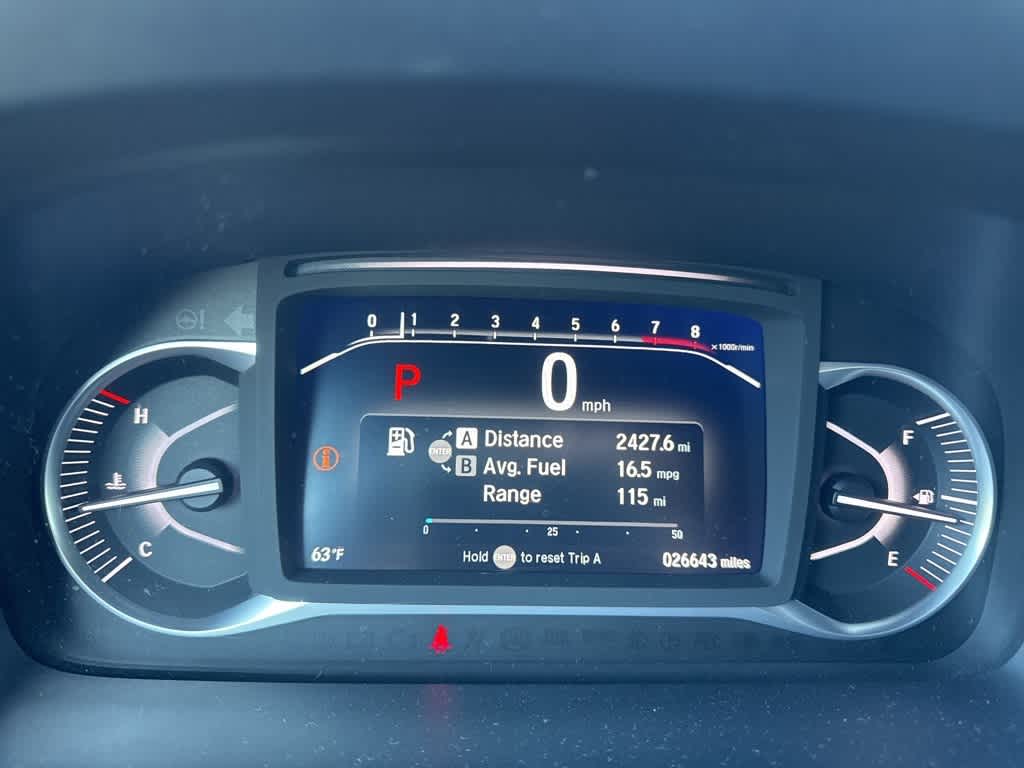 0 1 2 3 4 5 6 7 8
×1000r/min
P 0 mph
H
F
A Distance 2427.6 mi
ENTER
B Avg. Fuel 16.5 mpg
Range 115 mi
C
E
0 25 50
63°F
Hold ENTER to reset Trip A
026643 miles